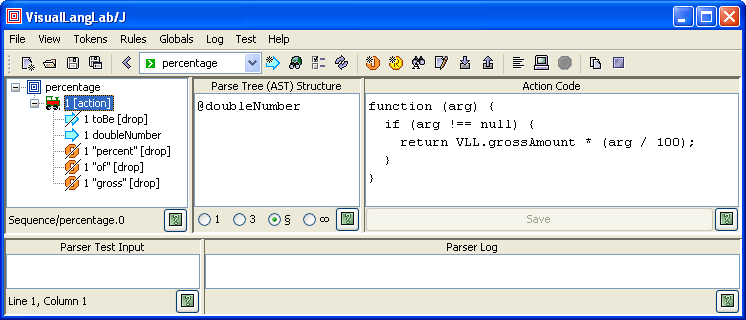 VisualLangLab/J
File View Tokens Rules Globals Log Test Help
percentage
percentage
1 [action]
1 toBe [drop]
1 doubleNumber
1 "percent" [drop]
1 "of" [drop]
1 "gross" [drop]
Sequence/percentage.0
Parse Tree (AST) Structure
@doubleNumber
1 3 § ∞
Action Code
function (arg) {
if (arg !== null) {
return VLL.grossAmount * (arg / 100);
}
}
Save
Parser Test Input
Line 1, Column 1
Parser Log